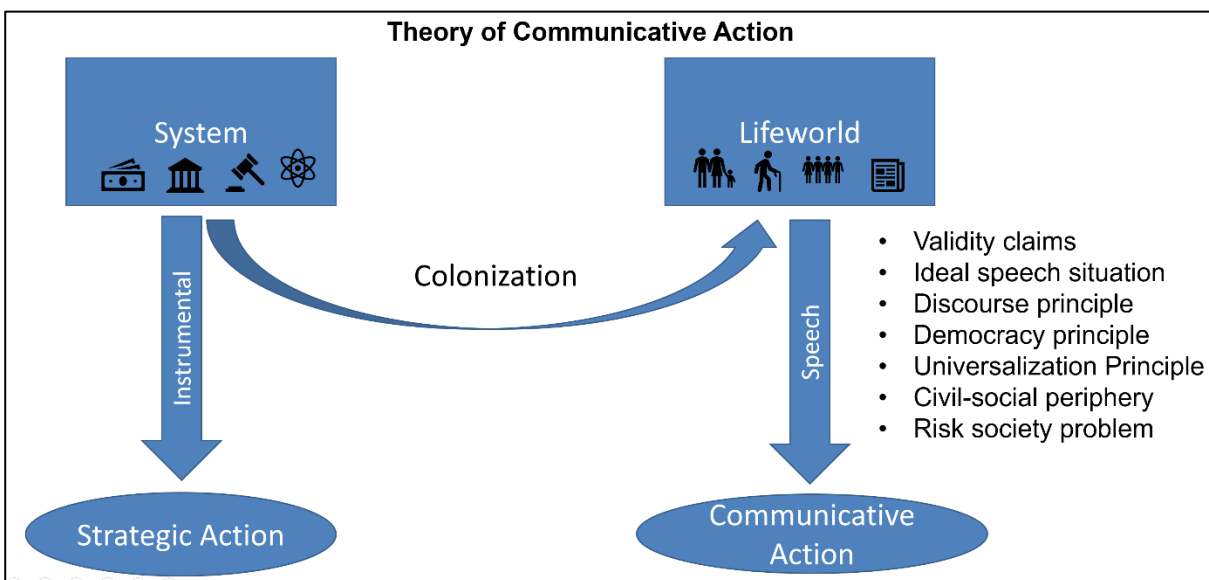 Theory of Communicative Action
System
Lifeworld
Colonization
Instrumental
Speech
• Validity claims
• Ideal speech situation
• Discourse principle
• Democracy principle
• Universalization Principle
• Civil-social periphery
• Risk society problem
Strategic Action
Communicative
Action